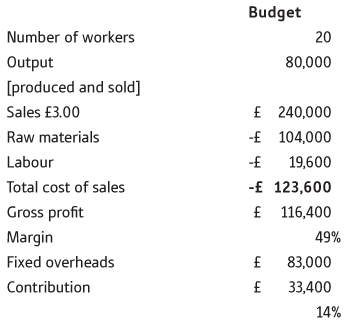 Budget
Number of workers 20
Output 80,000
[produced and sold]
Sales £3.00 £ 240,000
Raw materials -£ 104,000
Labour -£ 19,600
Total cost of sales -£ 123,600
Gross profit £ 116,400
Margin 49%
Fixed overheads £ 83,000
Contribution £ 33,400
14%